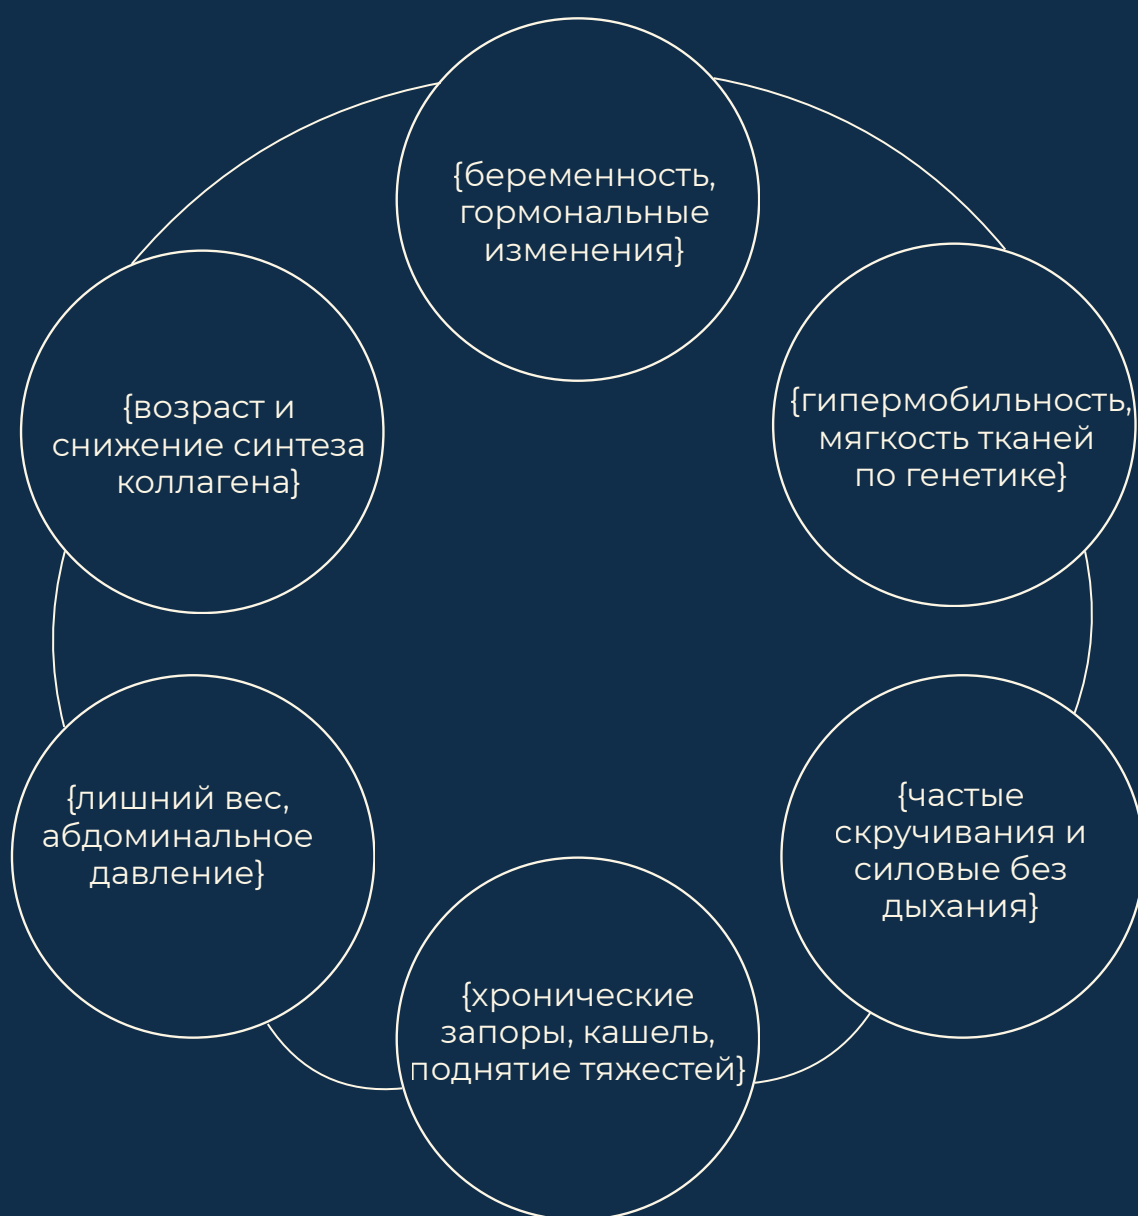 {беременность,
гормональные
изменения}
{гипермобильность,
мягкость тканей
по генетике}
{частые
скручивания и
силовые без
дыхания}
{хронические
запоры, кашель,
поднятие тяжестей}
{лишний вес,
абдоминальное
давление}
{возраст и
снижение синтеза
коллагена}